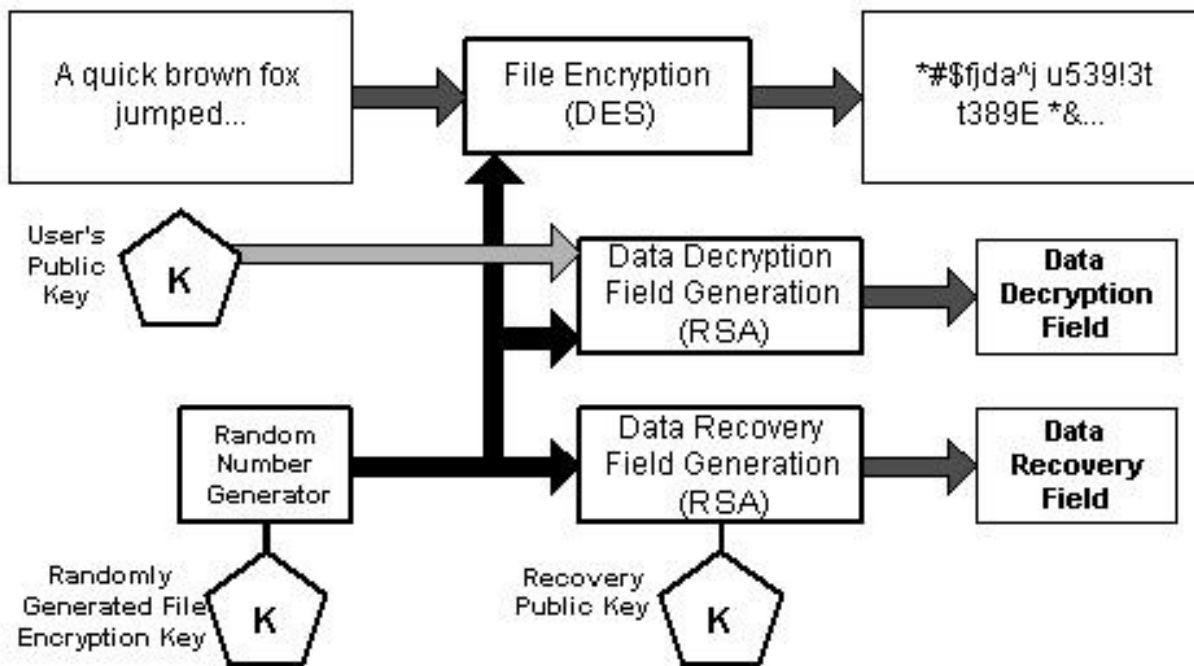 A quick brown fox
jumped...
File Encryption
(DES)
*#$fjda^j u539!3t
t389E *&...
User's
Public
Key
K
Data Decryption
Field Generation
(RSA)
Data
Decryption
Field
Random
Number
Generator
Data Recovery
Field Generation
(RSA)
Data
Recovery
Field
Randomly
Generated File
Encryption Key
K
Recovery
Public Key
K